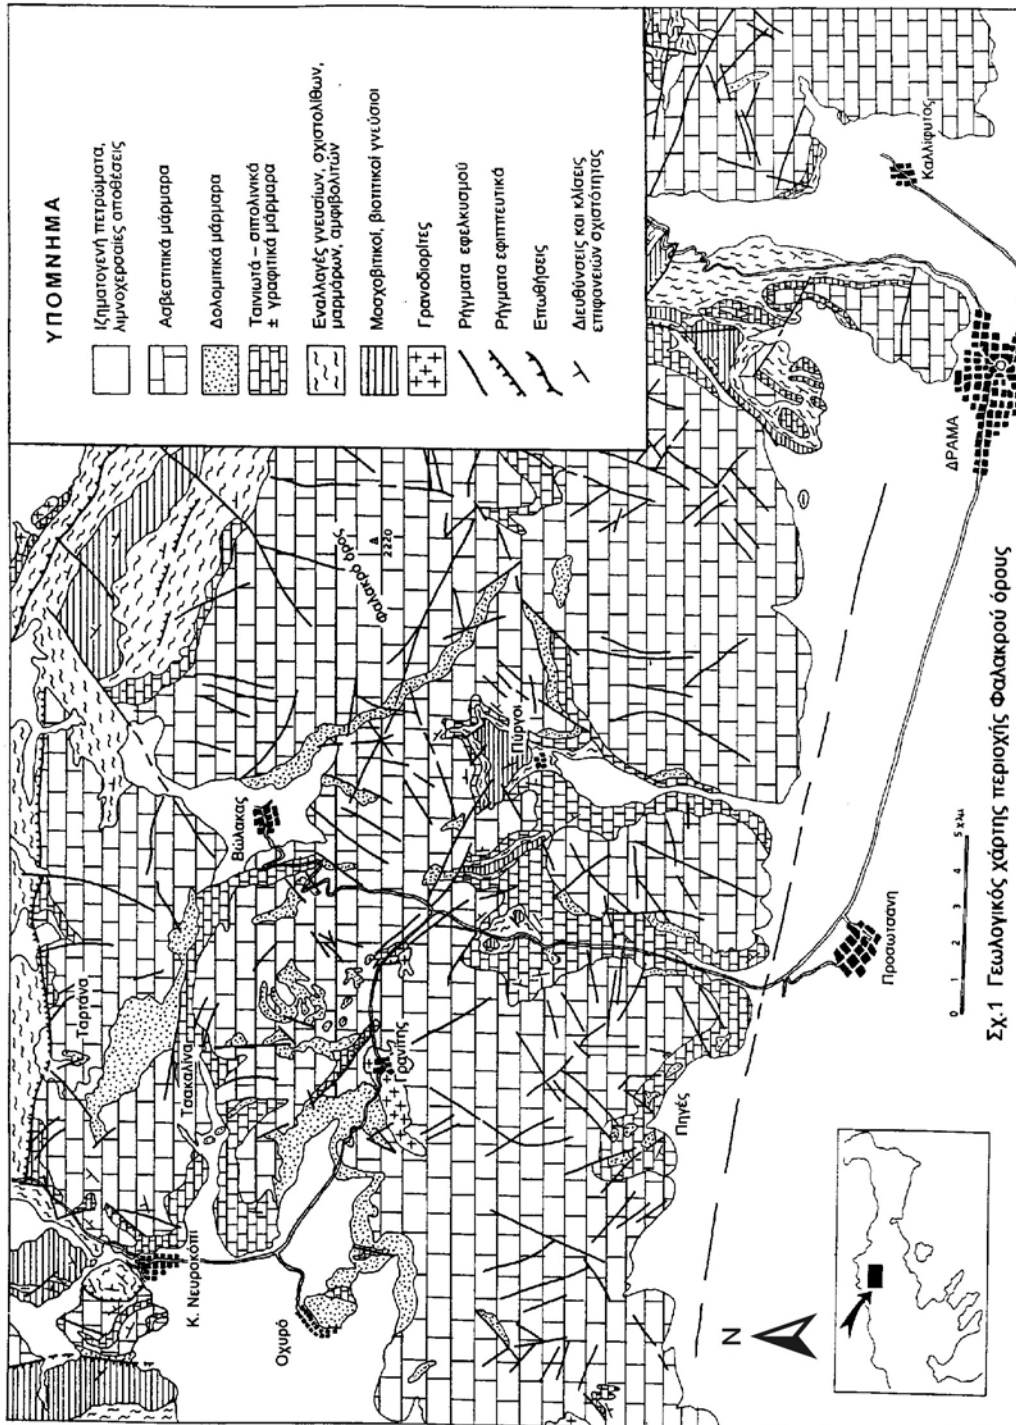 ΥΠΟΜΝΗΜΑ
Ιζηματογενή πετρώματα,
λιμνοχερσαίες αποθέσεις
Ασβεστιτικά μάρμαρα
Δολομιτικά μάρμαρα
Ταινιωτά – σιπολινικά
± γραφιτικά μάρμαρα
Εναλλαγές γνευσίων, σχιστολίθων,
μαρμάρων, αμφιβολιτών
Μοσχοβιτικοί, βιοτιτικοί γνεύσιοι
Γρανοδιορίτες
Ρήγματα εφελκυσμού
Ρήγματα εφιππευτικά
Επωθήσεις
Διευθύνσεις και κλίσεις
επιφανειών σχιστότητας
Κ. Νευροκόπι
Οχυρό
Ταρτάνα
Τσακαλίνα
Βώλακας
Γρανίτης
Φαλακρό όρος
2220
Πύργοι
Πηγές
Προσωτσάνη
ΔΡΑΜΑ
Καλλίφυτος
N
0 1 2 3 4 5 χλμ
Σχ.1 Γεωλογικός χάρτης περιοχής Φαλακρού όρους